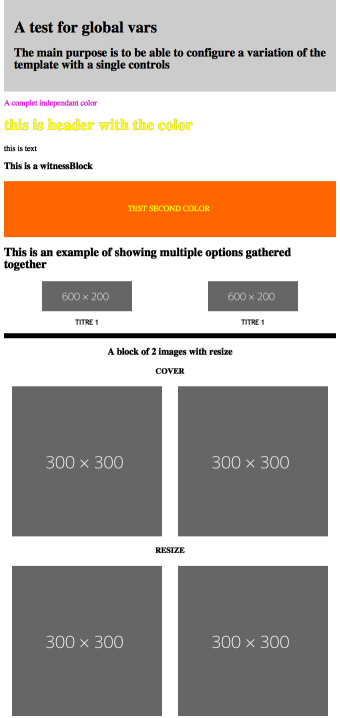 A test for global vars
The main purpose is to be able to configure a variation of the
template with a single controls
A complet independant color
this is header with the color
this is text
This is a witnessBlock
TEST SECOND COLOR
This is an example of showing multiple options gathered
together
600 × 200
600 × 200
TITRE 1
TITRE 1
A block of 2 images with resize
COVER
300 × 300
300 × 300
RESIZE
300 × 300
300 × 300